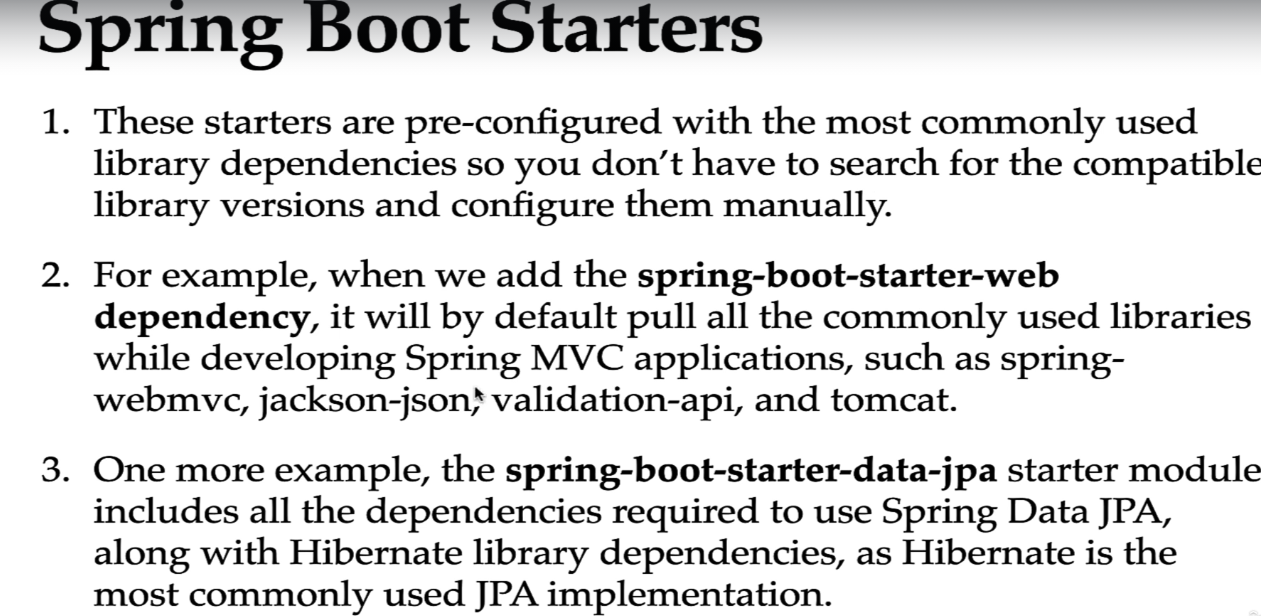 Spring Boot Starters
1. These starters are pre-configured with the most commonly used
library dependencies so you don't have to search for the compatible
library versions and configure them manually.
2. For example, when we add the spring-boot-starter-web
dependency, it will by default pull all the commonly used libraries
while developing Spring MVC applications, such as spring-
webmvc, jackson-json, validation-api, and tomcat.
3. One more example, the spring-boot-starter-data-jpa starter module
includes all the dependencies required to use Spring Data JPA,
along with Hibernate library dependencies, as Hibernate is the
most commonly used JPA implementation.